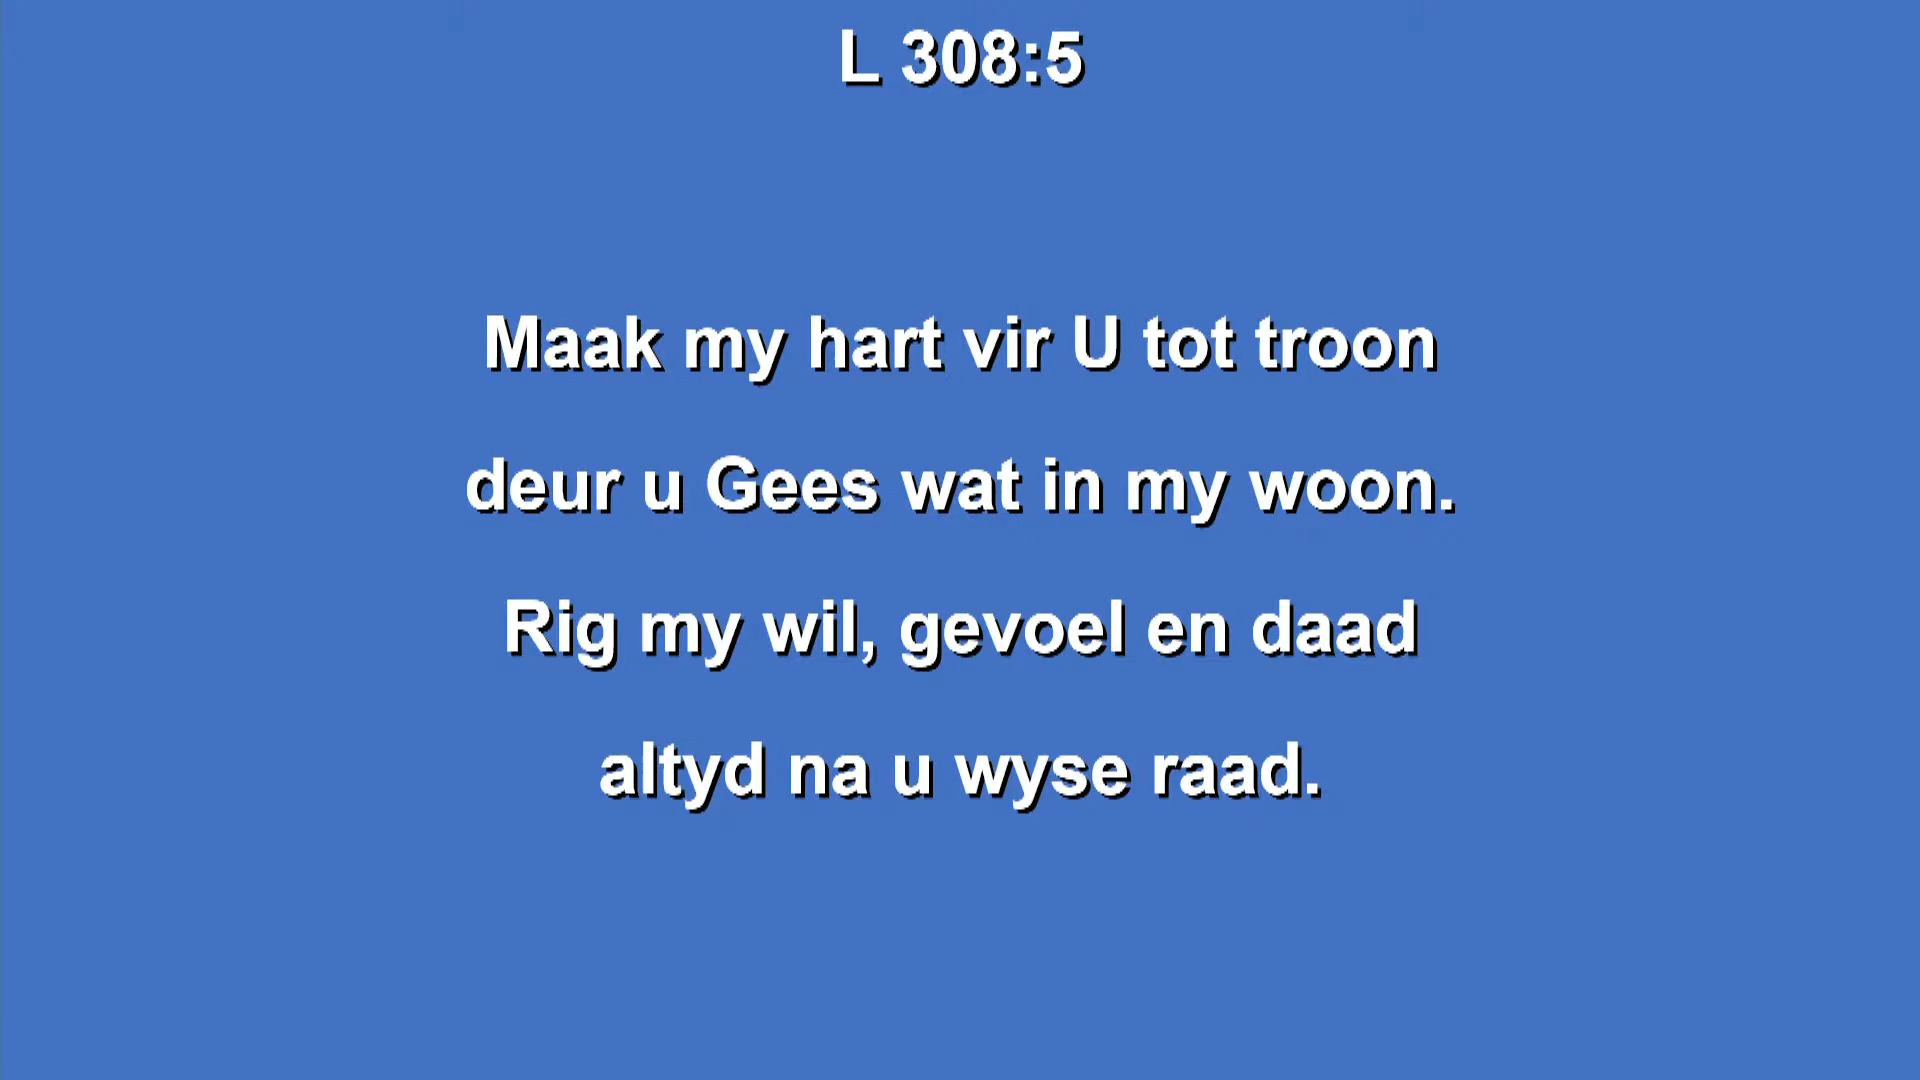 L 308:5
Maak my hart vir U tot troon
deur u Gees wat in my woon.
Rig my wil, gevoel en daad
altyd na u wyse raad.